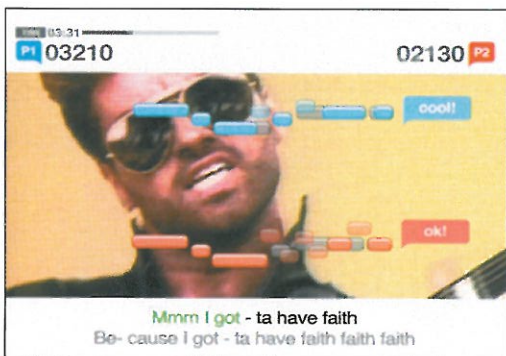 TIME 03:31
P1 03210 02130 P2
cool!
ok!
Mmm I got - ta have faith
Be- cause I got - ta have faith faith faith